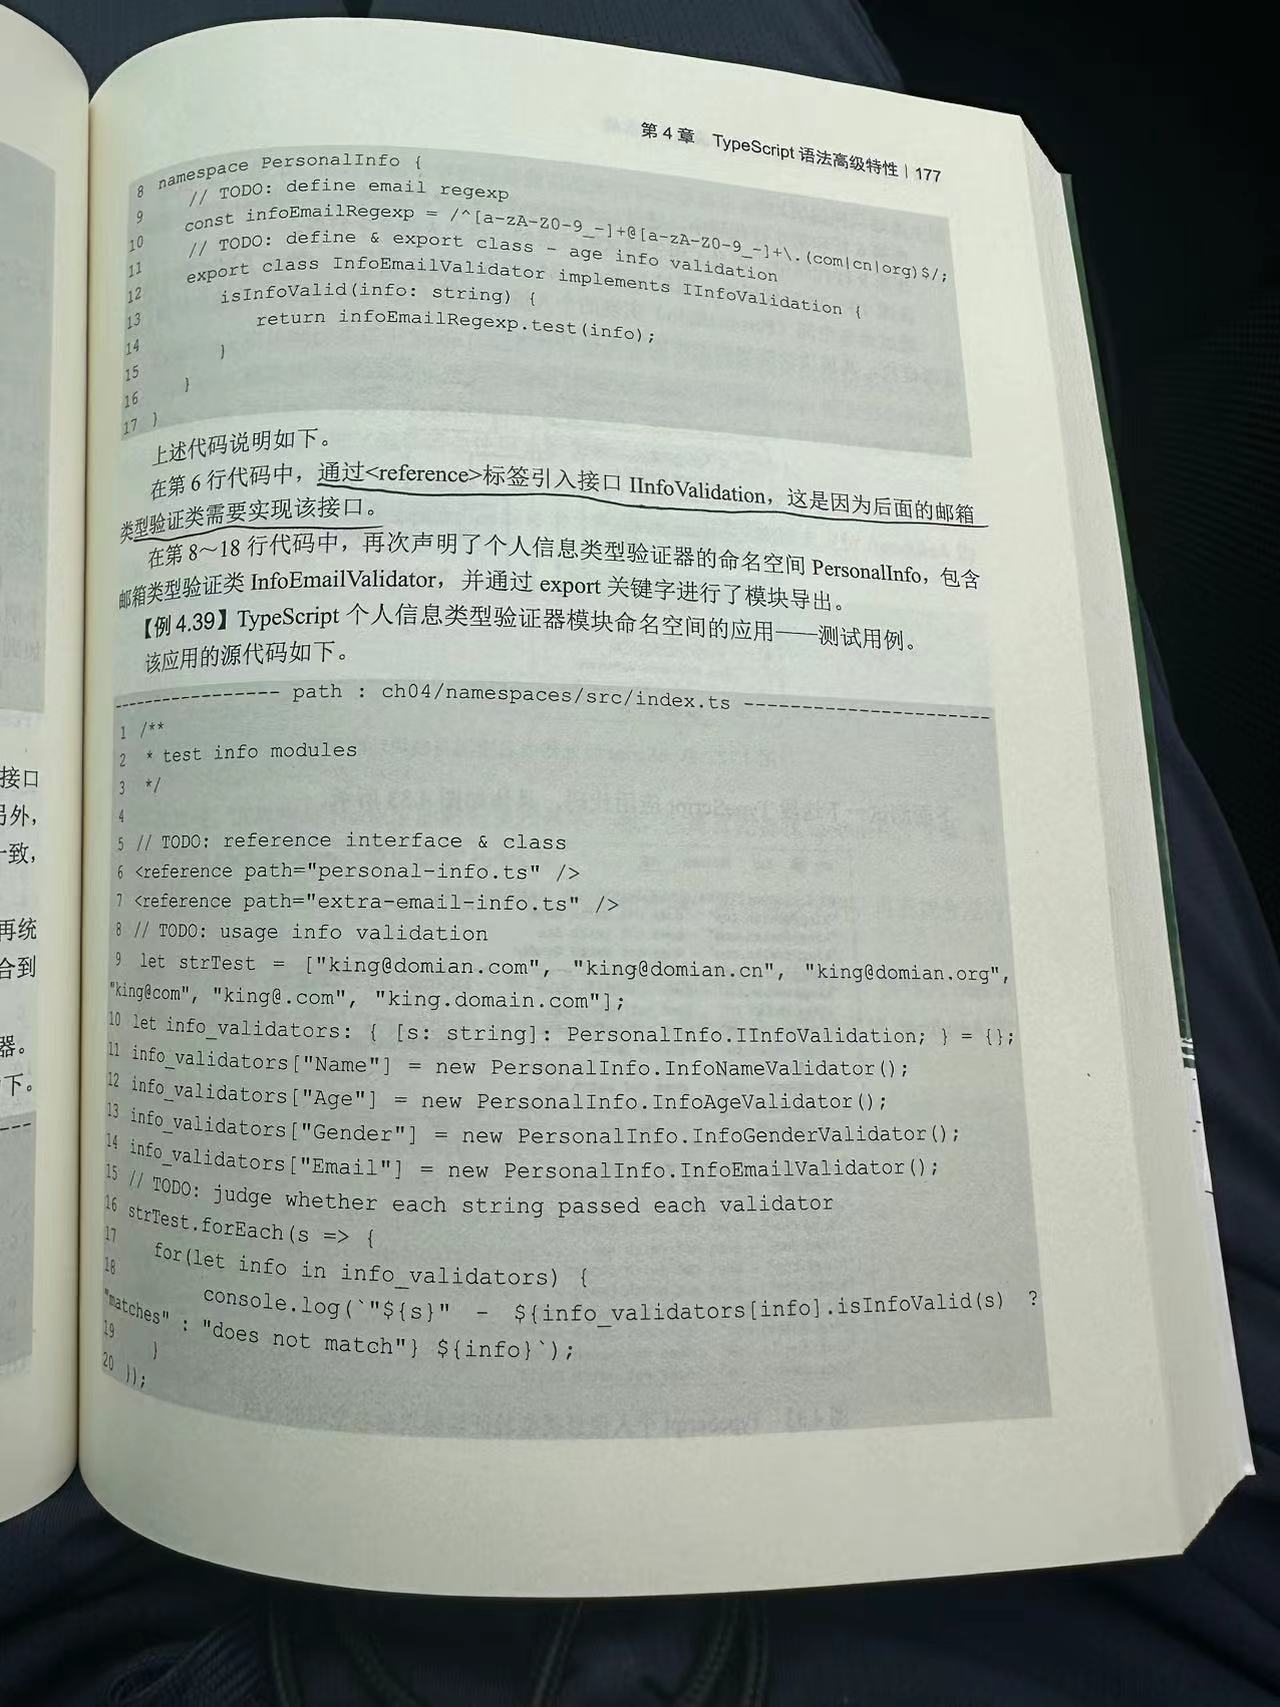 第 4 章 TypeScript 语法高级特性 | 177
8 namespace PersonalInfo {
9 // TODO: define email regexp
10 const infoEmailRegexp = /^[a-zA-Z0-9_-]+@[a-zA-Z0-9_-]+\.(com|cn|org)$/;
11 // TODO: define & export class - age info validation
12 export class InfoEmailValidator implements IInfoValidation {
13 isInfoValid(info: string) {
14 return infoEmailRegexp.test(info);
15 }
16 }
17 }
上述代码说明如下。
在第 6 行代码中，通过<reference>标签引入接口 IInfoValidation，这是因为后面的邮箱
类型验证类需要实现该接口。
在第 8～18 行代码中，再次声明了个人信息类型验证器的命名空间 PersonalInfo，包含
邮箱类型验证类 InfoEmailValidator，并通过 export 关键字进行了模块导出。
【例 4.39】TypeScript 个人信息类型验证器模块命名空间的应用——测试用例。
该应用的源代码如下。
---------------- path : ch04/namespaces/src/index.ts ----------------------
1 /**
2 * test info modules
3 */
4
5 // TODO: reference interface & class
6 <reference path="personal-info.ts" />
7 <reference path="extra-email-info.ts" />
8 // TODO: usage info validation
9 let strTest = ["king@domian.com", "king@domian.cn", "king@domian.org",
"king@com", "king@.com", "king.domain.com"];
10 let info_validators: { [s: string]: PersonalInfo.IInfoValidation; } = {};
11 info_validators["Name"] = new PersonalInfo.InfoNameValidator();
12 info_validators["Age"] = new PersonalInfo.InfoAgeValidator();
13 info_validators["Gender"] = new PersonalInfo.InfoGenderValidator();
14 info_validators["Email"] = new PersonalInfo.InfoEmailValidator();
15 // TODO: judge whether each string passed each validator
16 strTest.forEach(s => {
17 for(let info in info_validators) {
18 console.log(`"${s}" - ${info_validators[info].isInfoValid(s) ?
"matches" : "does not match"} ${info}`);
19 }
20 });
接口
另外，
一致，
再统
合到
器。
下。